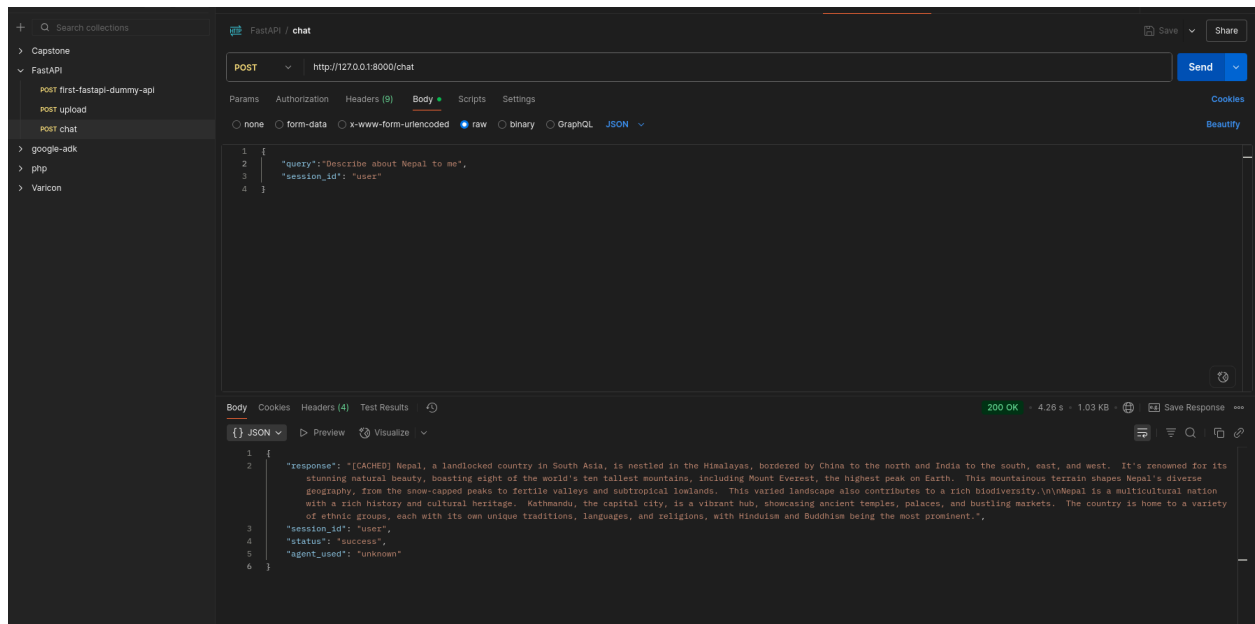 + Search collections
> Capstone
FastAPI
POST first-fastapi-dummy-api
POST upload
POST chat
> google-adk
> php
> Varicon
HTTP FastAPI / chat
Save
Share
POST http://127.0.0.1:8000/chat
Send
Params Authorization Headers (9) Body Scripts Settings
Cookies
none form-data x-www-form-urlencoded raw binary GraphQL JSON
Beautify
1 {
2 "query":"Describe about Nepal to me",
3 "session_id": "user"
4 }
Body Cookies Headers (4) Test Results
200 OK • 4.26 s • 1.03 KB • Save Response
{} JSON Preview Visualize
1 {
2 "response": "[CACHED] Nepal, a landlocked country in South Asia, is nestled in the Himalayas, bordered by China to the north and India to the south, east, and west.  It's renowned for its
stunning natural beauty, boasting eight of the world's ten tallest mountains, including Mount Everest, the highest peak on Earth.  This mountainous terrain shapes Nepal's diverse
geography, from the snow-capped peaks to fertile valleys and subtropical lowlands.  This varied landscape also contributes to a rich biodiversity.\n\nNepal is a multicultural nation
with a rich history and cultural heritage.  Kathmandu, the capital city, is a vibrant hub, showcasing ancient temples, palaces, and bustling markets.  The country is home to a variety
of ethnic groups, each with its own unique traditions, languages, and religions, with Hinduism and Buddhism being the most prominent.",
3 "session_id": "user",
4 "status": "success",
5 "agent_used": "unknown"
6 }